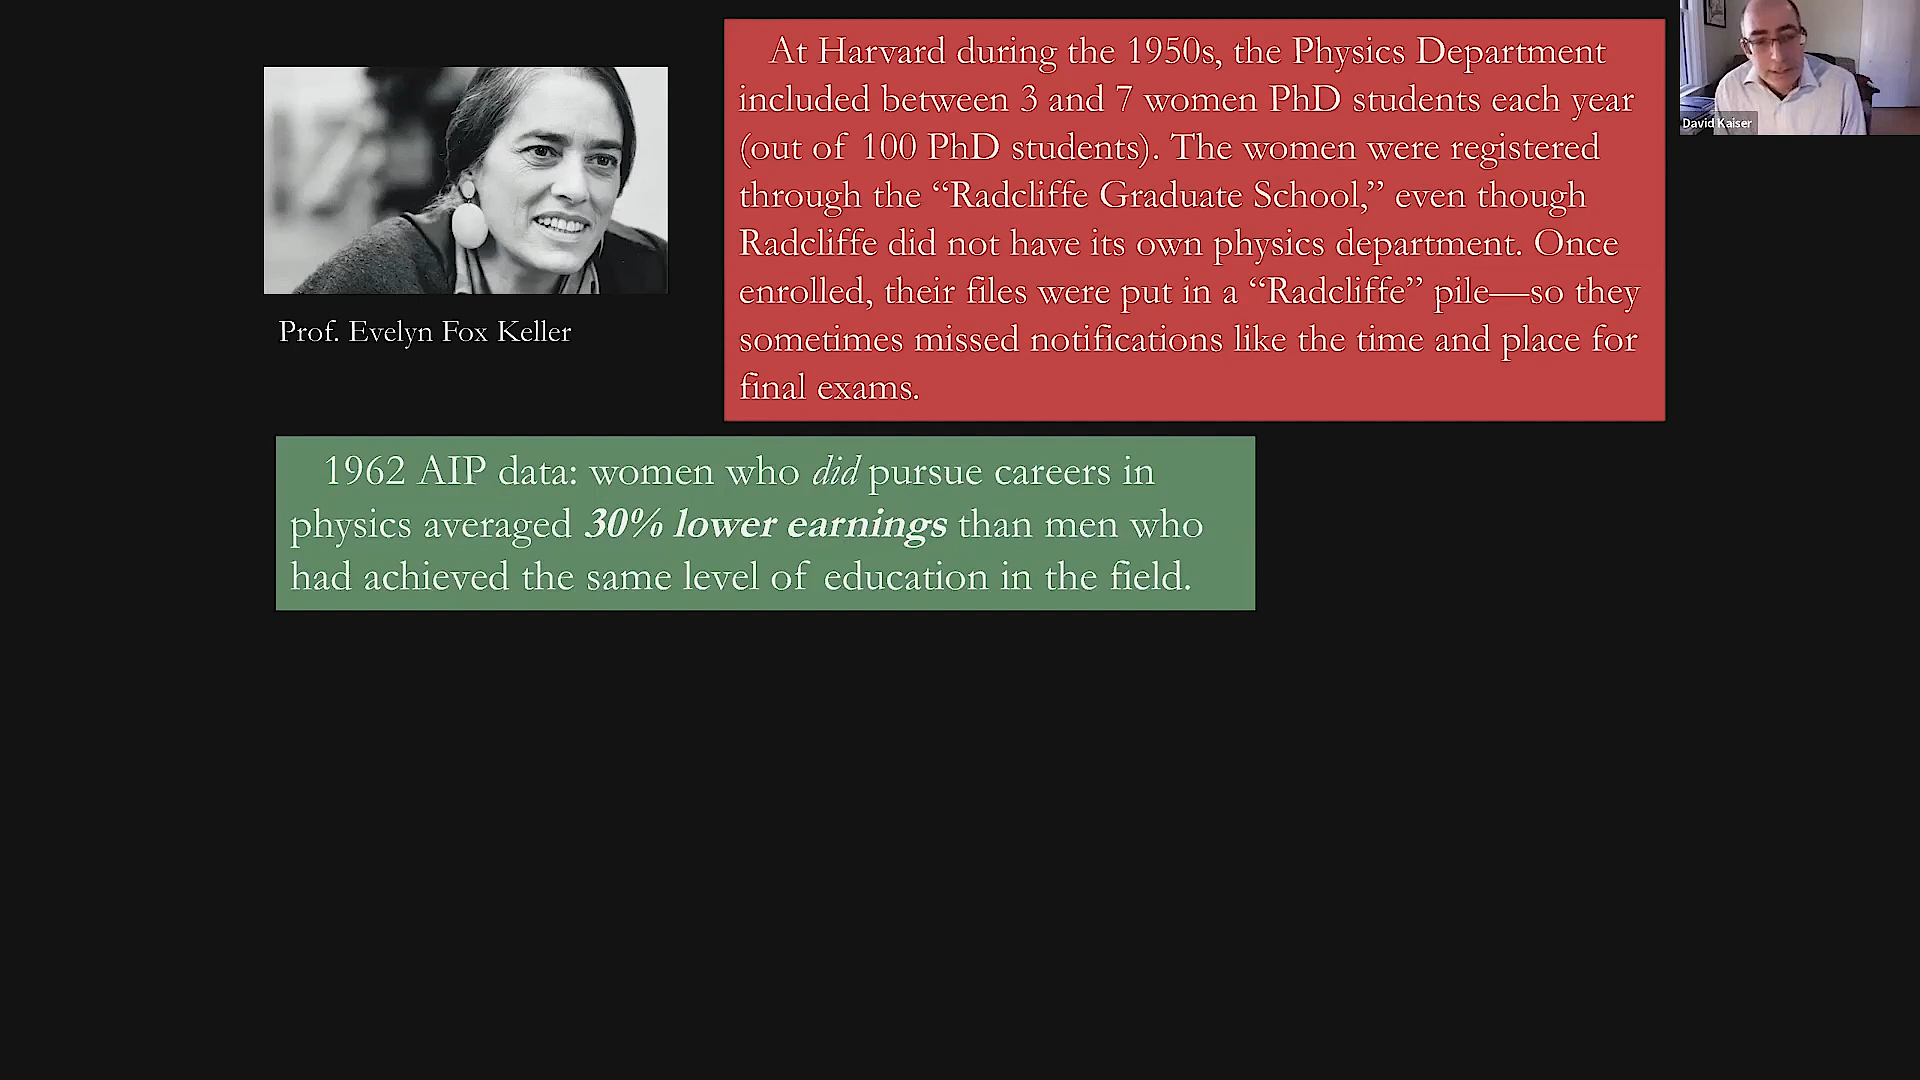 At Harvard during the 1950s, the Physics Department
included between 3 and 7 women PhD students each year
(out of 100 PhD students). The women were registered
through the “Radcliffe Graduate School,” even though
Radcliffe did not have its own physics department. Once
enrolled, their files were put in a “Radcliffe” pile—so they
sometimes missed notifications like the time and place for
final exams.
David Kaiser
Prof. Evelyn Fox Keller
1962 AIP data: women who did pursue careers in
physics averaged 30% lower earnings than men who
had achieved the same level of education in the field.